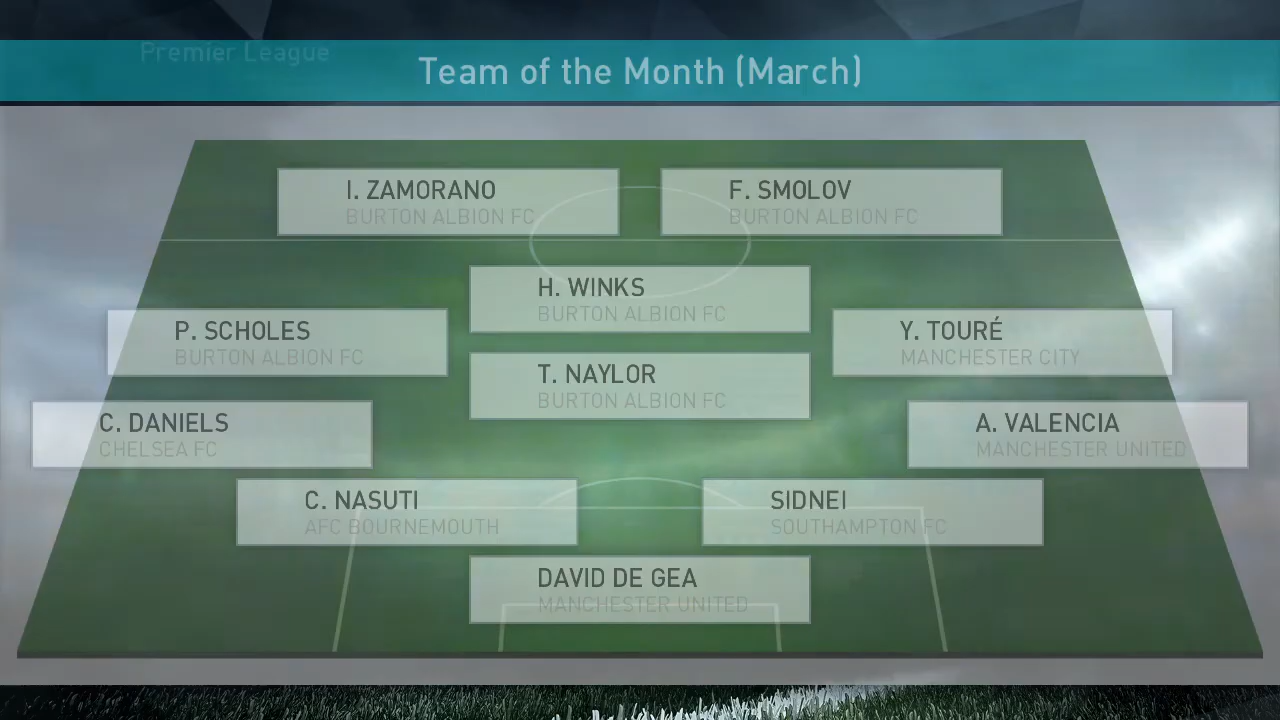 Premier League
Team of the Month (March)
I. ZAMORANO
BURTON ALBION FC
F. SMOLOV
BURTON ALBION FC
H. WINKS
BURTON ALBION FC
P. SCHOLES
BURTON ALBION FC
Y. TOURÉ
MANCHESTER CITY
T. NAYLOR
BURTON ALBION FC
C. DANIELS
CHELSEA FC
A. VALENCIA
MANCHESTER UNITED
C. NASUTI
AFC BOURNEMOUTH
SIDNEI
SOUTHAMPTON FC
DAVID DE GEA
MANCHESTER UNITED